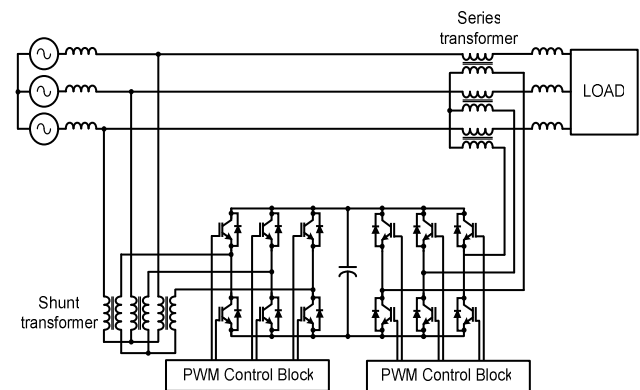 Series
transformer
LOAD
Shunt
transformer
PWM Control Block
PWM Control Block